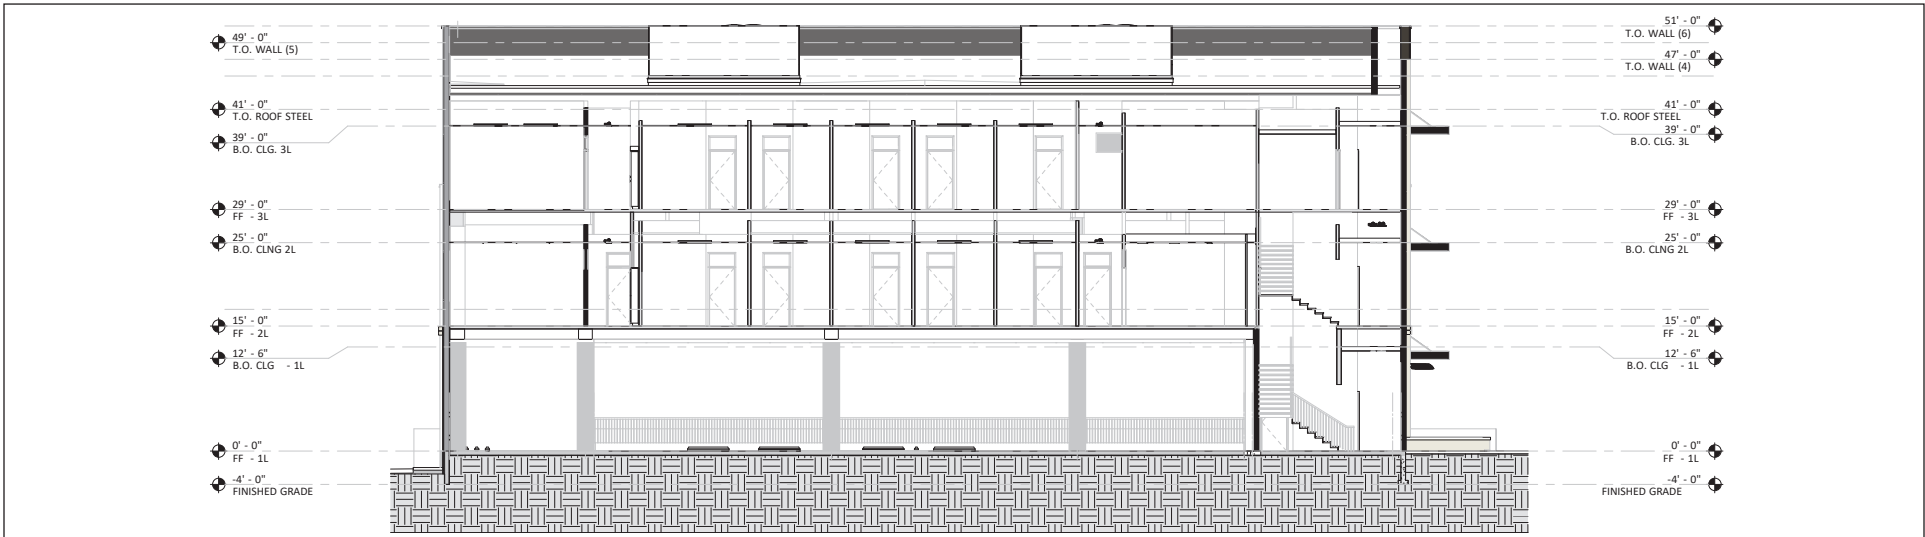 49' - 0"
T.O. WALL (5)
41' - 0"
T.O. ROOF STEEL
39' - 0"
B.O. CLG. 3L
29' - 0"
FF - 3L
25' - 0"
B.O. CLNG 2L
15' - 0"
FF - 2L
12' - 6"
B.O. CLG - 1L
0' - 0"
FF - 1L
-4' - 0"
FINISHED GRADE
51' - 0"
T.O. WALL (6)
47' - 0"
T.O. WALL (4)
41' - 0"
T.O. ROOF STEEL
39' - 0"
B.O. CLG. 3L
29' - 0"
FF - 3L
25' - 0"
B.O. CLNG 2L
15' - 0"
FF - 2L
12' - 6"
B.O. CLG - 1L
0' - 0"
FF - 1L
-4' - 0"
FINISHED GRADE